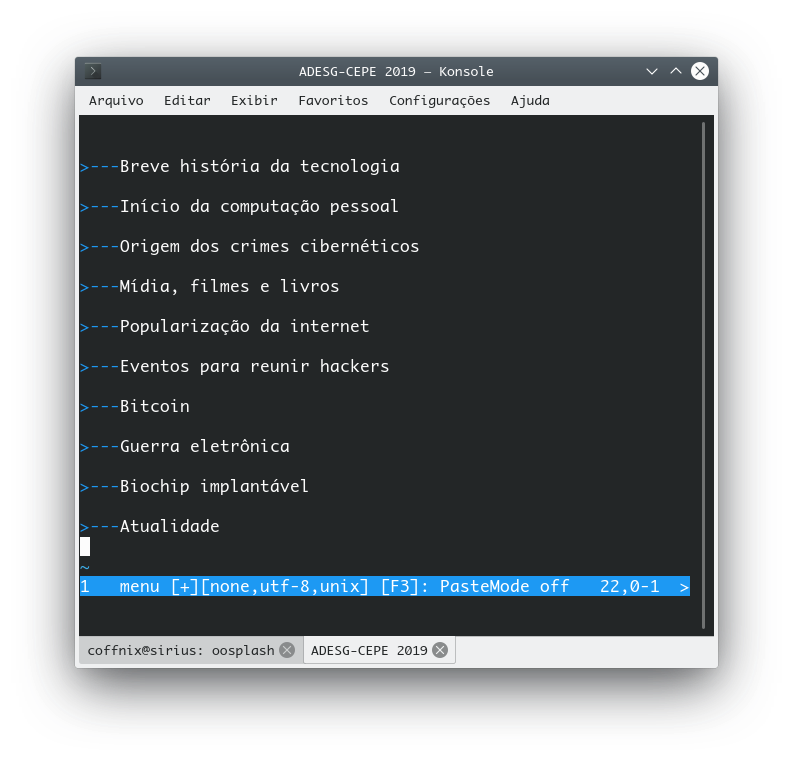 ADESG-CEPE 2019 — Konsole
Arquivo Editar Exibir Favoritos Configurações Ajuda
>---Breve história da tecnologia
>---Início da computação pessoal
>---Origem dos crimes cibernéticos
>---Mídia, filmes e livros
>---Popularização da internet
>---Eventos para reunir hackers
>---Bitcoin
>---Guerra eletrônica
>---Biochip implantável
>---Atualidade
~
1 menu [+][none,utf-8,unix] [F3]: PasteMode off 22,0-1 >
coffnix@sirius: oosplash ADESG-CEPE 2019